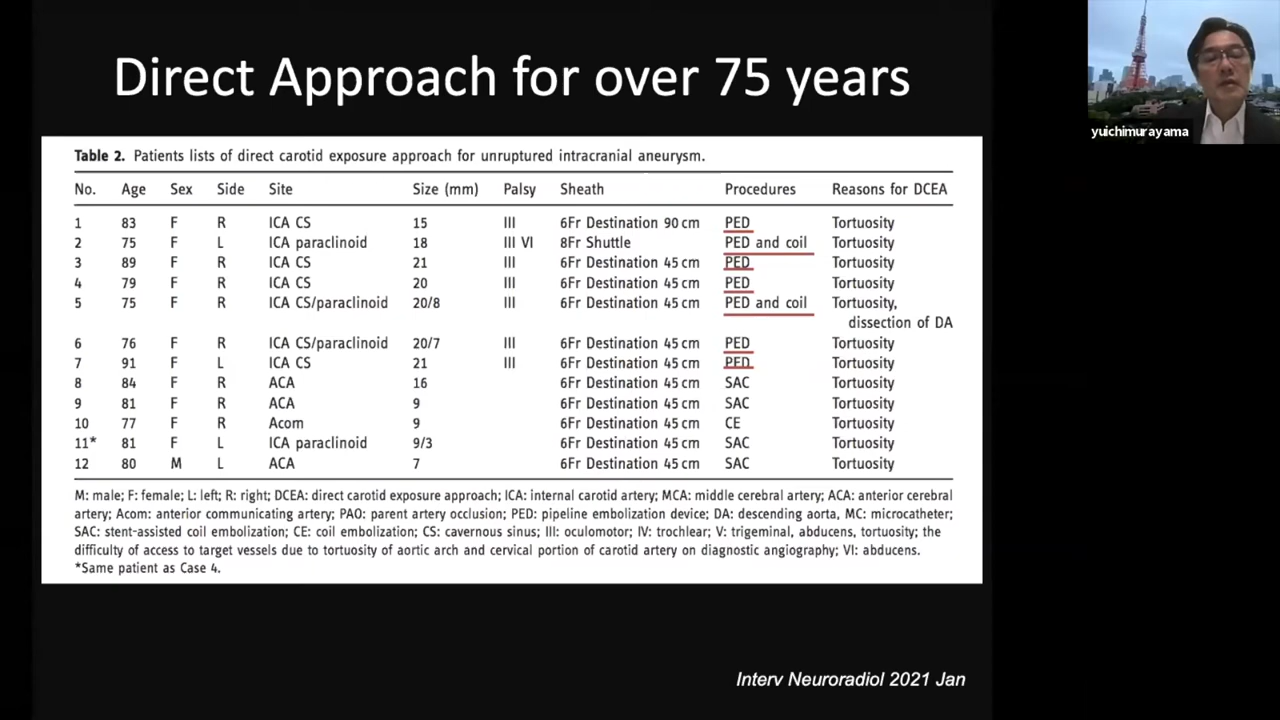 Direct Approach for over 75 years
yuichimurayama
Table 2. Patients lists of direct carotid exposure approach for unruptured intracranial aneurysm.
No. Age Sex Side Site Size (mm) Palsy Sheath Procedures Reasons for DCEA
1 83 F R ICA CS 15 III 6Fr Destination 90 cm PED Tortuosity
2 75 F L ICA paraclinoid 18 III VI 8Fr Shuttle PED and coil Tortuosity
3 89 F R ICA CS 21 III 6Fr Destination 45 cm PED Tortuosity
4 79 F R ICA CS 20 III 6Fr Destination 45 cm PED Tortuosity
5 75 F R ICA CS/paraclinoid 20/8 III 6Fr Destination 45 cm PED and coil Tortuosity,
dissection of DA
6 76 F R ICA CS/paraclinoid 20/7 III 6Fr Destination 45 cm PED Tortuosity
7 91 F L ICA CS 21 III 6Fr Destination 45 cm PED Tortuosity
8 84 F R ACA 16 6Fr Destination 45 cm SAC Tortuosity
9 81 F R ACA 9 6Fr Destination 45 cm SAC Tortuosity
10 77 F R Acom 9 6Fr Destination 45 cm CE Tortuosity
11* 81 F L ICA paraclinoid 9/3 6Fr Destination 45 cm SAC Tortuosity
12 80 M L ACA 7 6Fr Destination 45 cm SAC Tortuosity
M: male; F: female; L: left; R: right; DCEA: direct carotid exposure approach; ICA: internal carotid artery; MCA: middle cerebral artery; ACA: anterior cerebral
artery; Acom: anterior communicating artery; PAO: parent artery occlusion; PED: pipeline embolization device; DA: descending aorta, MC: microcatheter;
SAC: stent-assisted coil embolization; CE: coil embolization; CS: cavernous sinus; III: oculomotor; IV: trochlear; V: trigeminal, abducens, tortuosity; the
difficulty of access to target vessels due to tortuosity of aortic arch and cervical portion of carotid artery on diagnostic angiography; VI: abducens.
*Same patient as Case 4.
Interv Neuroradiol 2021 Jan